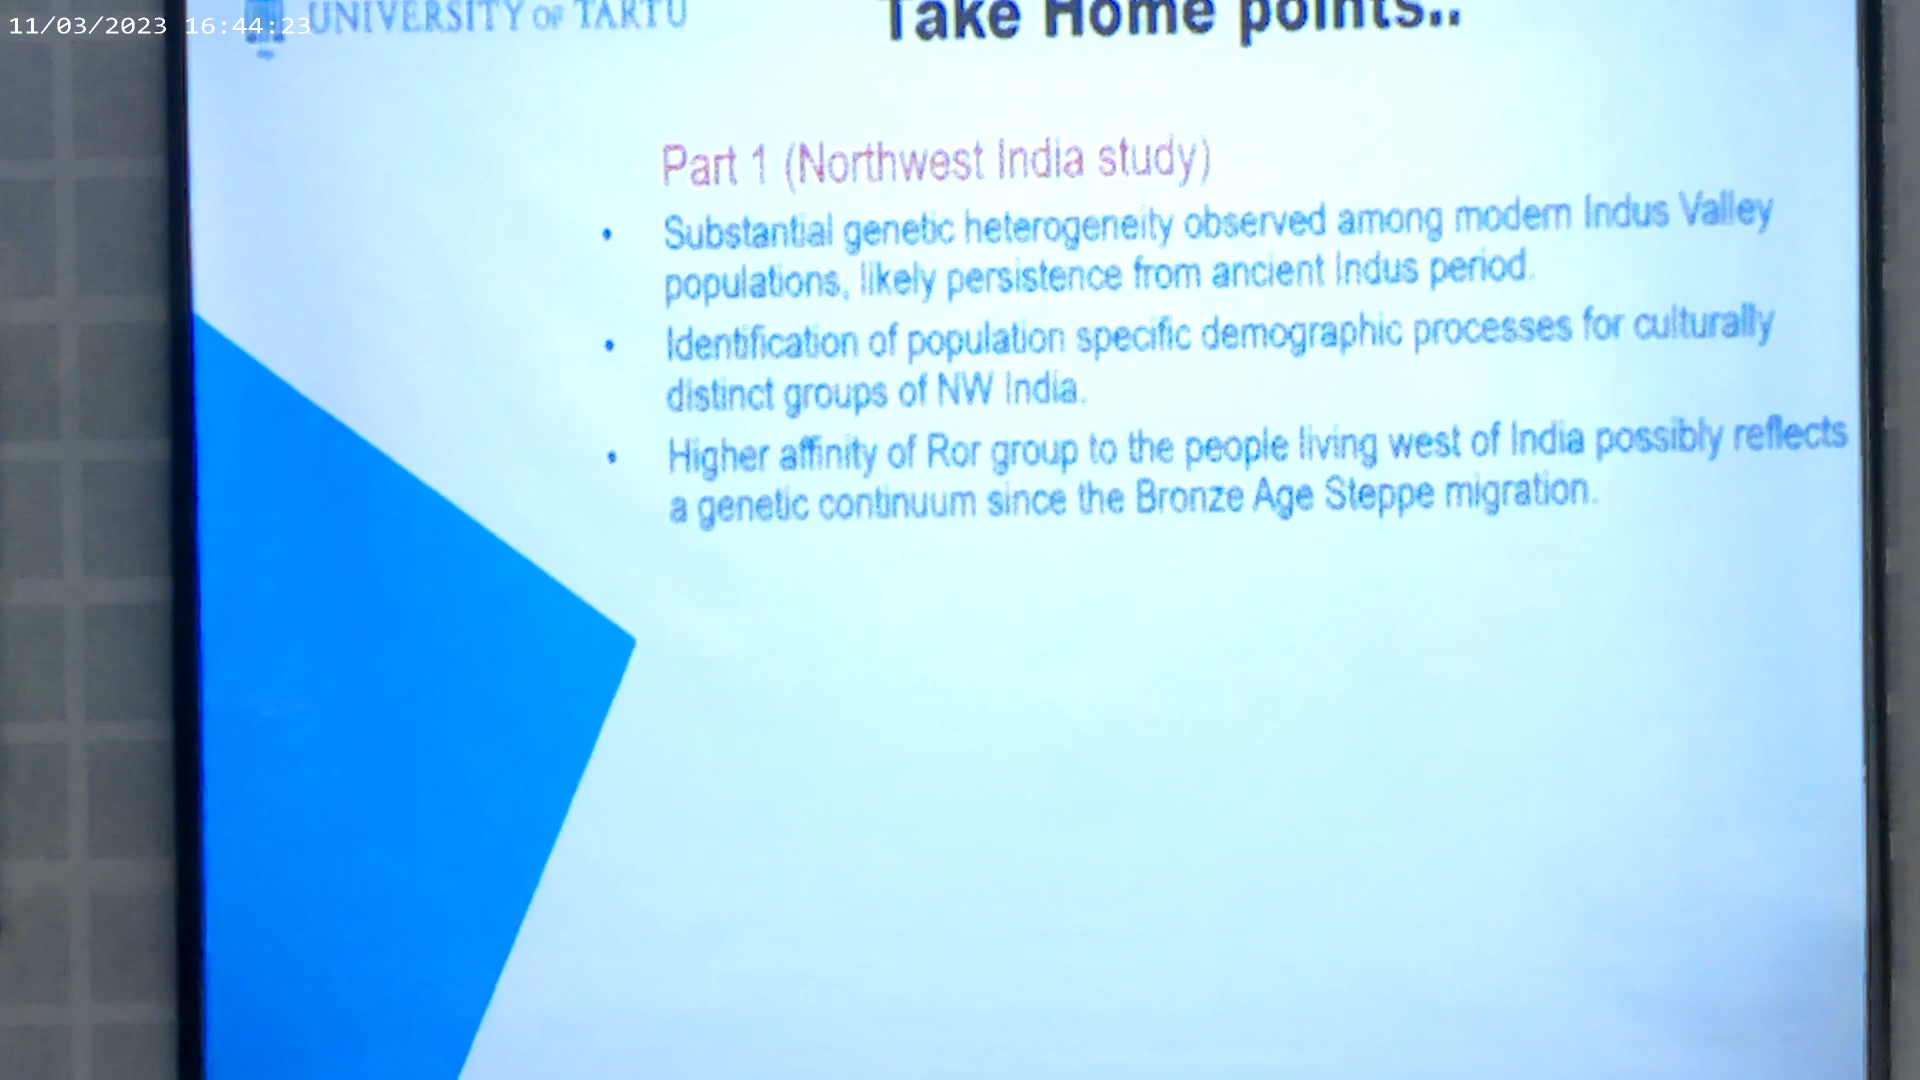 11/03/2023 16:44:23
UNIVERSITY OF TARTU
Take Home points..
Part 1 (Northwest India study)
• Substantial genetic heterogeneity observed among modern Indus Valley
populations, likely persistence from ancient Indus period.
• Identification of population specific demographic processes for culturally
distinct groups of NW India.
• Higher affinity of Ror group to the people living west of India possibly reflects
a genetic continuum since the Bronze Age Steppe migration.